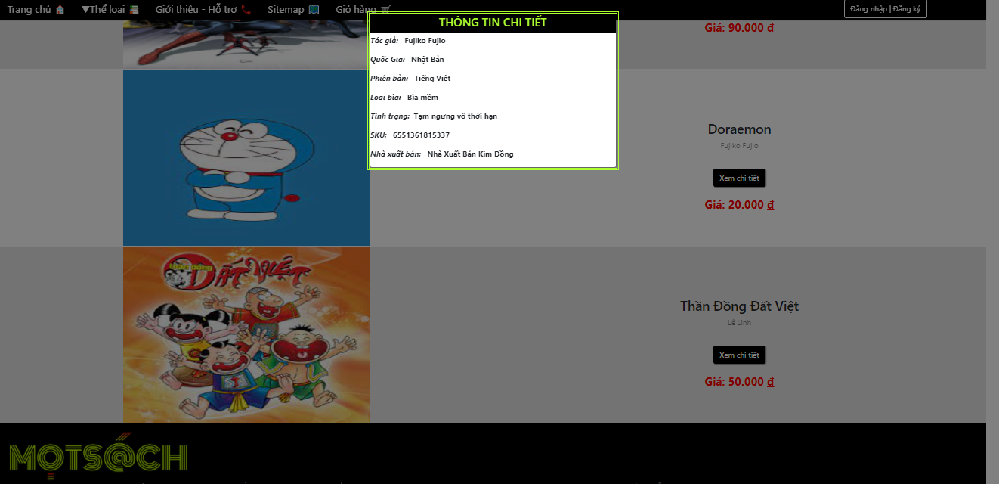 Trang chủ ▼Thể loại Giới thiệu - Hỗ trợ Sitemap Giỏ hàng Đăng nhập | Đăng ký
THÔNG TIN CHI TIẾT
Tác giả: Fujiko Fujio
Quốc Gia: Nhật Bản
Phiên bản: Tiếng Việt
Loại bìa: Bìa mềm
Tình trạng: Tạm ngưng vô thời hạn
SKU: 6551361815337
Nhà xuất bản: Nhà Xuất Bản Kim Đồng
Giá: 90.000 ₫
Doraemon
Fujiko Fujio
Xem chi tiết
Giá: 20.000 ₫
thần đồng
ĐẤT VIỆT
Thần Đồng Đất Việt
Lê Linh
Xem chi tiết
Giá: 50.000 ₫
MỌTS@CH